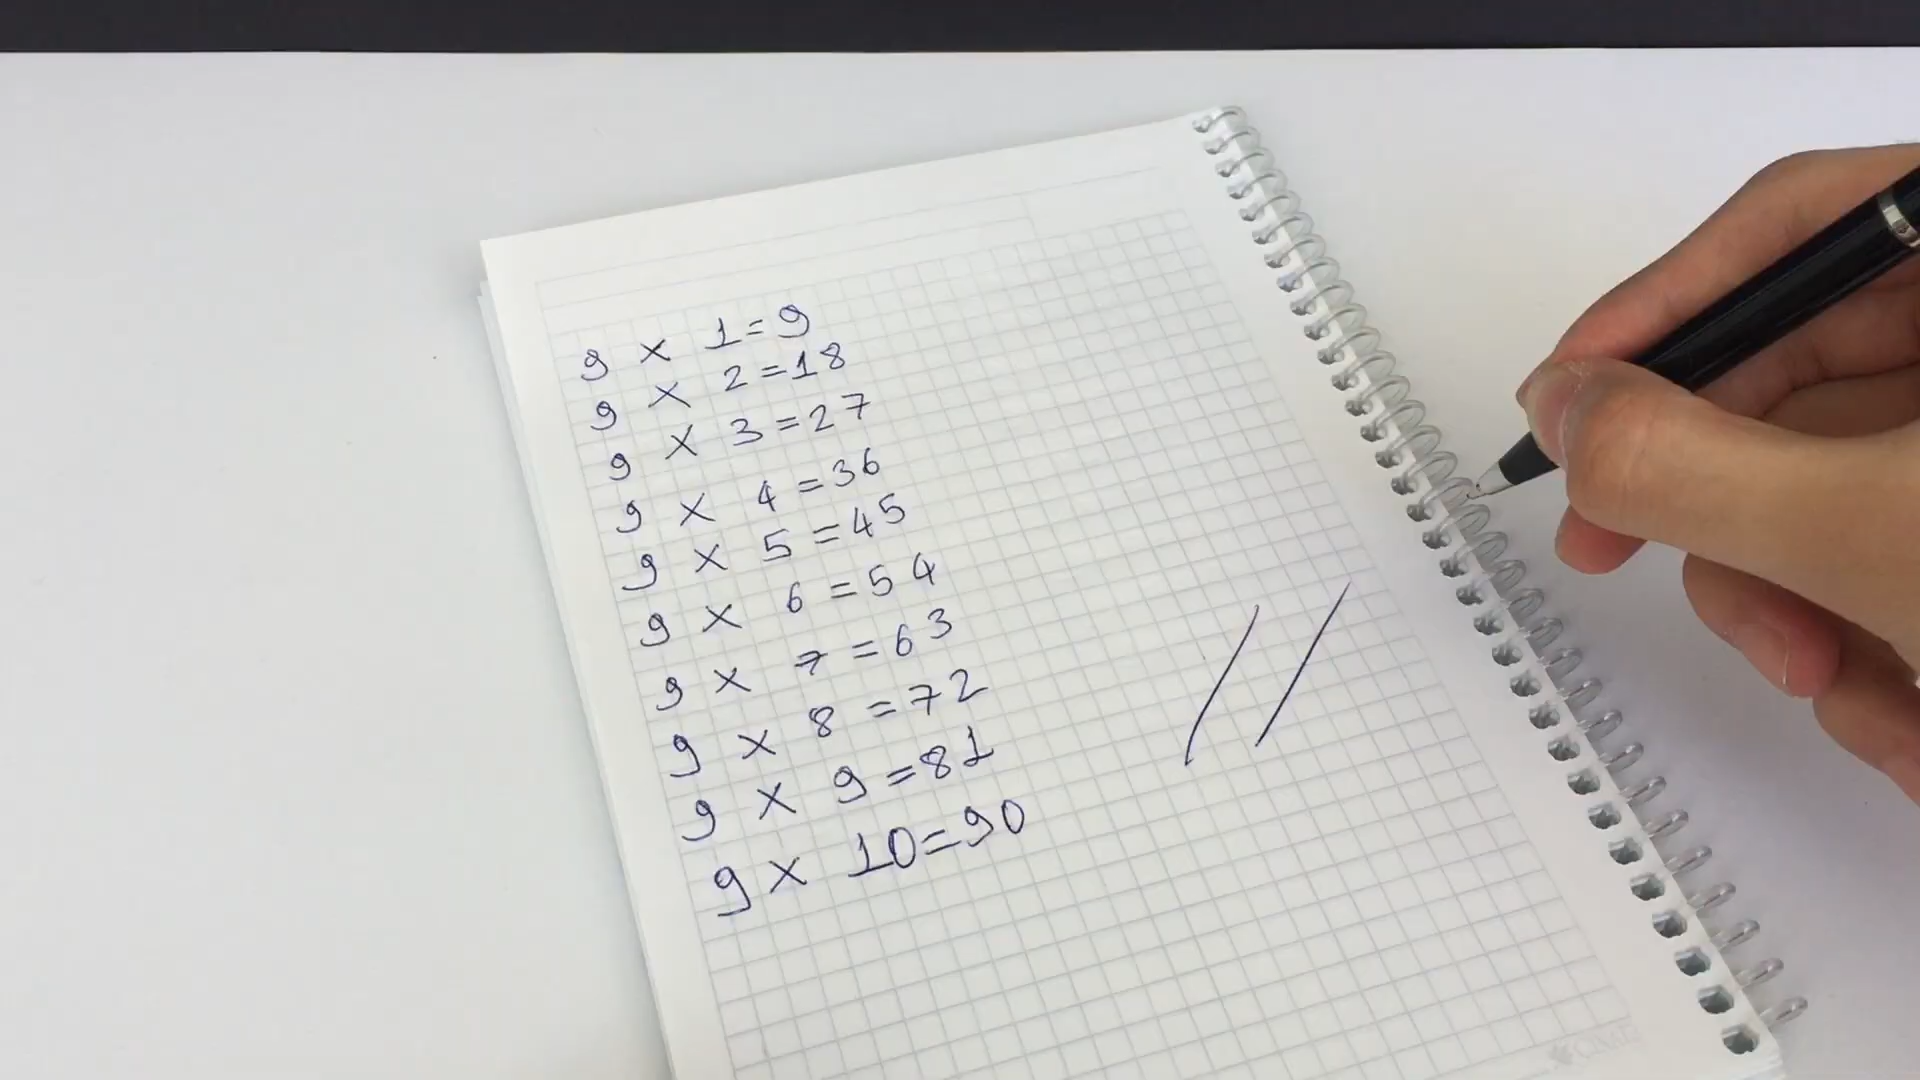 9 x 1=9
9 x 2=18
9 x 3=27
9 x 4=36
9 x 5=45
9 x 6=54
9 x 7=63
9 x 8=72
9 x 9=81
9 x 10=90
//